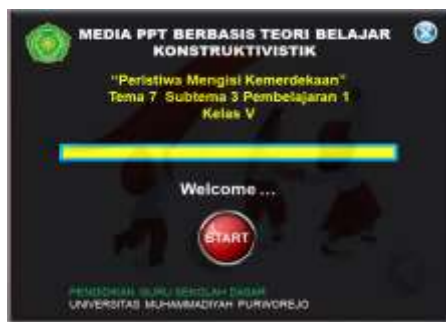 MEDIA PPT BERBASIS TEORI BELAJAR
KONSTRUKTIVISTIK
"Peristiwa Mengisi Kemerdekaan"
Tema 7 Subtema 3 Pembelajaran 1
Kelas V
Welcome ...
START
PENDIDIKAN GURU SEKOLAH DASAR
UNIVERSITAS MUHAMMADIYAH PURWOREJO